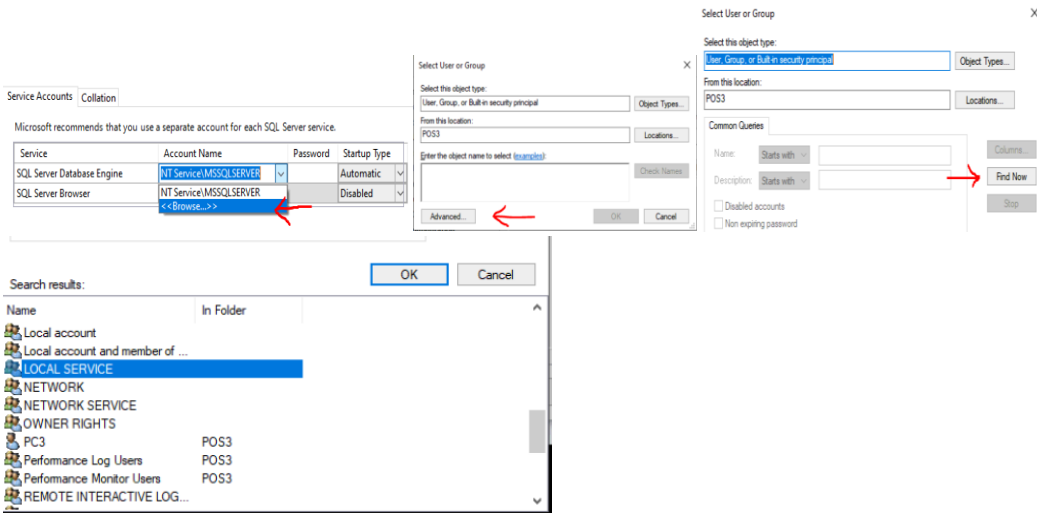 Service Accounts Collation
Microsoft recommends that you use a separate account for each SQL Server service.
Service Account Name Password Startup Type
SQL Server Database Engine NT Service\MSSQLSERVER Automatic
SQL Server Browser NT Service\MSSQLSERVER Disabled
<<Browse...>>
Select User or Group
Select this object type:
User, Group, or Built-in security principal Object Types...
From this location:
POS3 Locations...
Enter the object name to select (examples):
Check Names
Advanced... OK Cancel
Select User or Group
Select this object type:
User, Group, or Built-in security principal Object Types...
From this location:
POS3 Locations...
Common Queries
Name: Starts with Columns...
Description: Starts with Find Now
Disabled accounts Stop
Non expiring password
OK Cancel
Search results:
Name In Folder
Local account
Local account and member of ...
LOCAL SERVICE
NETWORK
NETWORK SERVICE
OWNER RIGHTS
PC3 POS3
Performance Log Users POS3
Performance Monitor Users POS3
REMOTE INTERACTIVE LOG...